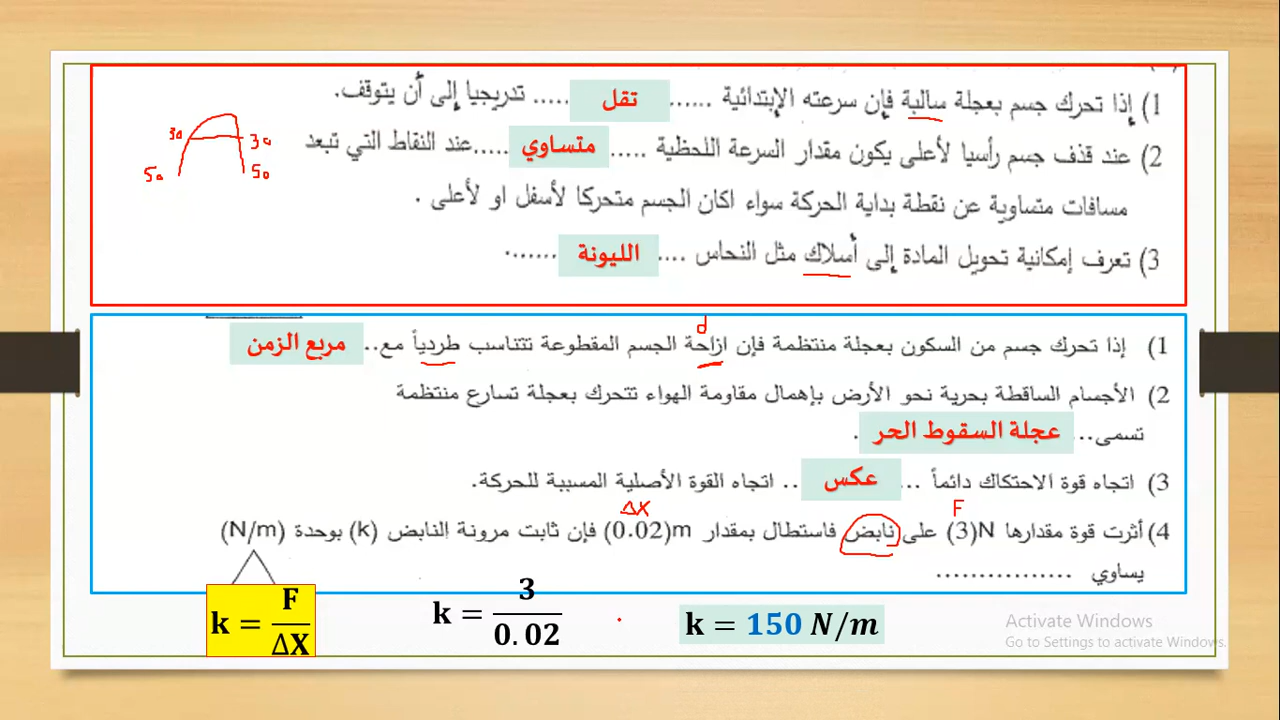 1) إذا تحرك جسم بعجلة سالبة فإن سرعته الإبتدائية ...... تقل ..... تدريجيا إلى أن يتوقف.
30 30
50 50
2) عند قذف جسم رأسيا لأعلى يكون مقدار السرعة اللحظية ..... متساوي .....عند النقاط التي تبعد
مسافات متساوية عن نقطة بداية الحركة سواء اكان الجسم متحركا لأسفل او لأعلى .
3) تعرف إمكانية تحويل المادة إلى أسلاك مثل النحاس .... الليونة .......
d
1) إذا تحرك جسم من السكون بعجلة منتظمة فإن ازاحة الجسم المقطوعة تتناسب طردياً مع.. مربع الزمن
2) الأجسام الساقطة بحرية نحو الأرض بإهمال مقاومة الهواء تتحرك بعجلة تسارع منتظمة
تسمى.. عجلة السقوط الحر .
3) اتجاه قوة الاحتكاك دائماً ... عكس .. اتجاه القوة الأصلية المسببة للحركة.
F ΔX
4) أثرت قوة مقدارها (3)N على نابض فاستطال بمقدار (0.02)m فإن ثابت مرونة النابض (k) بوحدة (N/m)
يساوي ................
k = F/ΔX k = 3/0.02 k = 150 N/m
Activate Windows
Go to Settings to activate Windows.